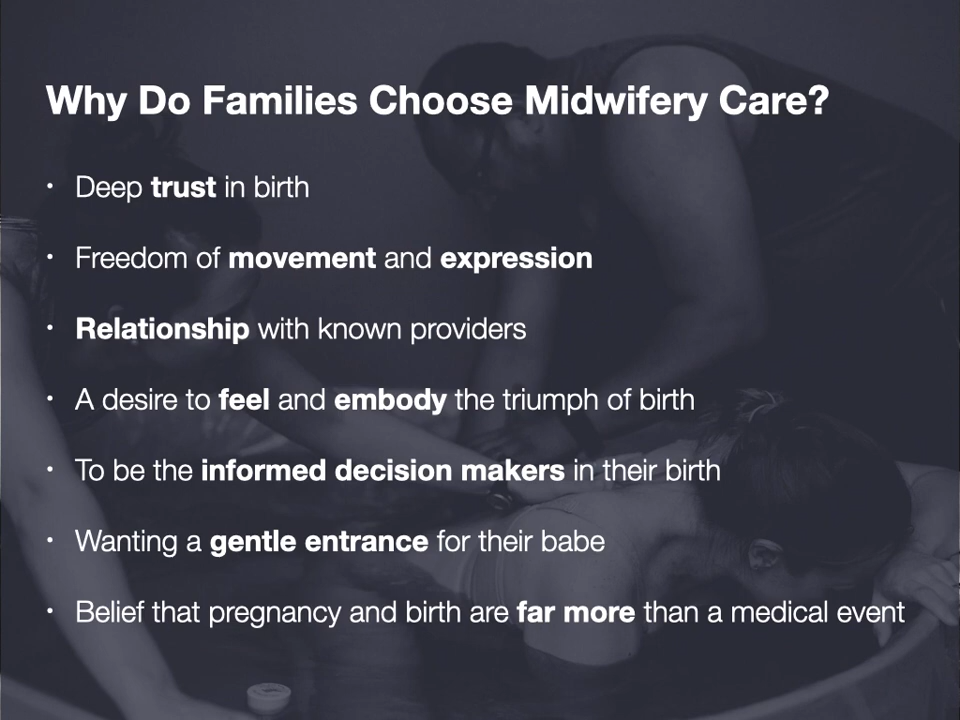 Why Do Families Choose Midwifery Care?
• Deep trust in birth
• Freedom of movement and expression
• Relationship with known providers
• A desire to feel and embody the triumph of birth
• To be the informed decision makers in their birth
• Wanting a gentle entrance for their babe
• Belief that pregnancy and birth are far more than a medical event